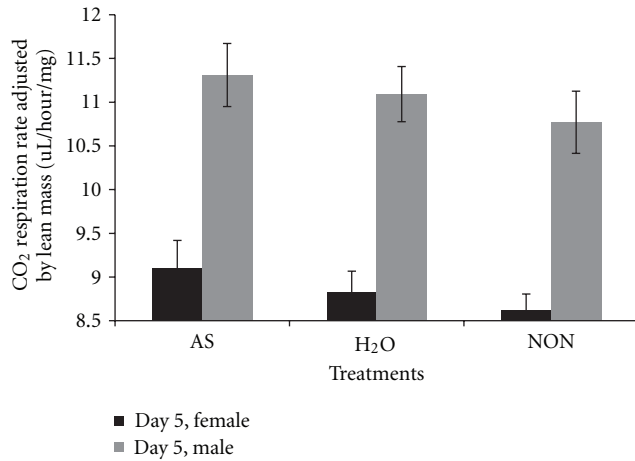 12
11.5
11
10.5
10
9.5
9
8.5
CO₂ respiration rate adjusted
by lean mass (uL/hour/mg)
AS H₂O NON
Treatments
Day 5, female
Day 5, male